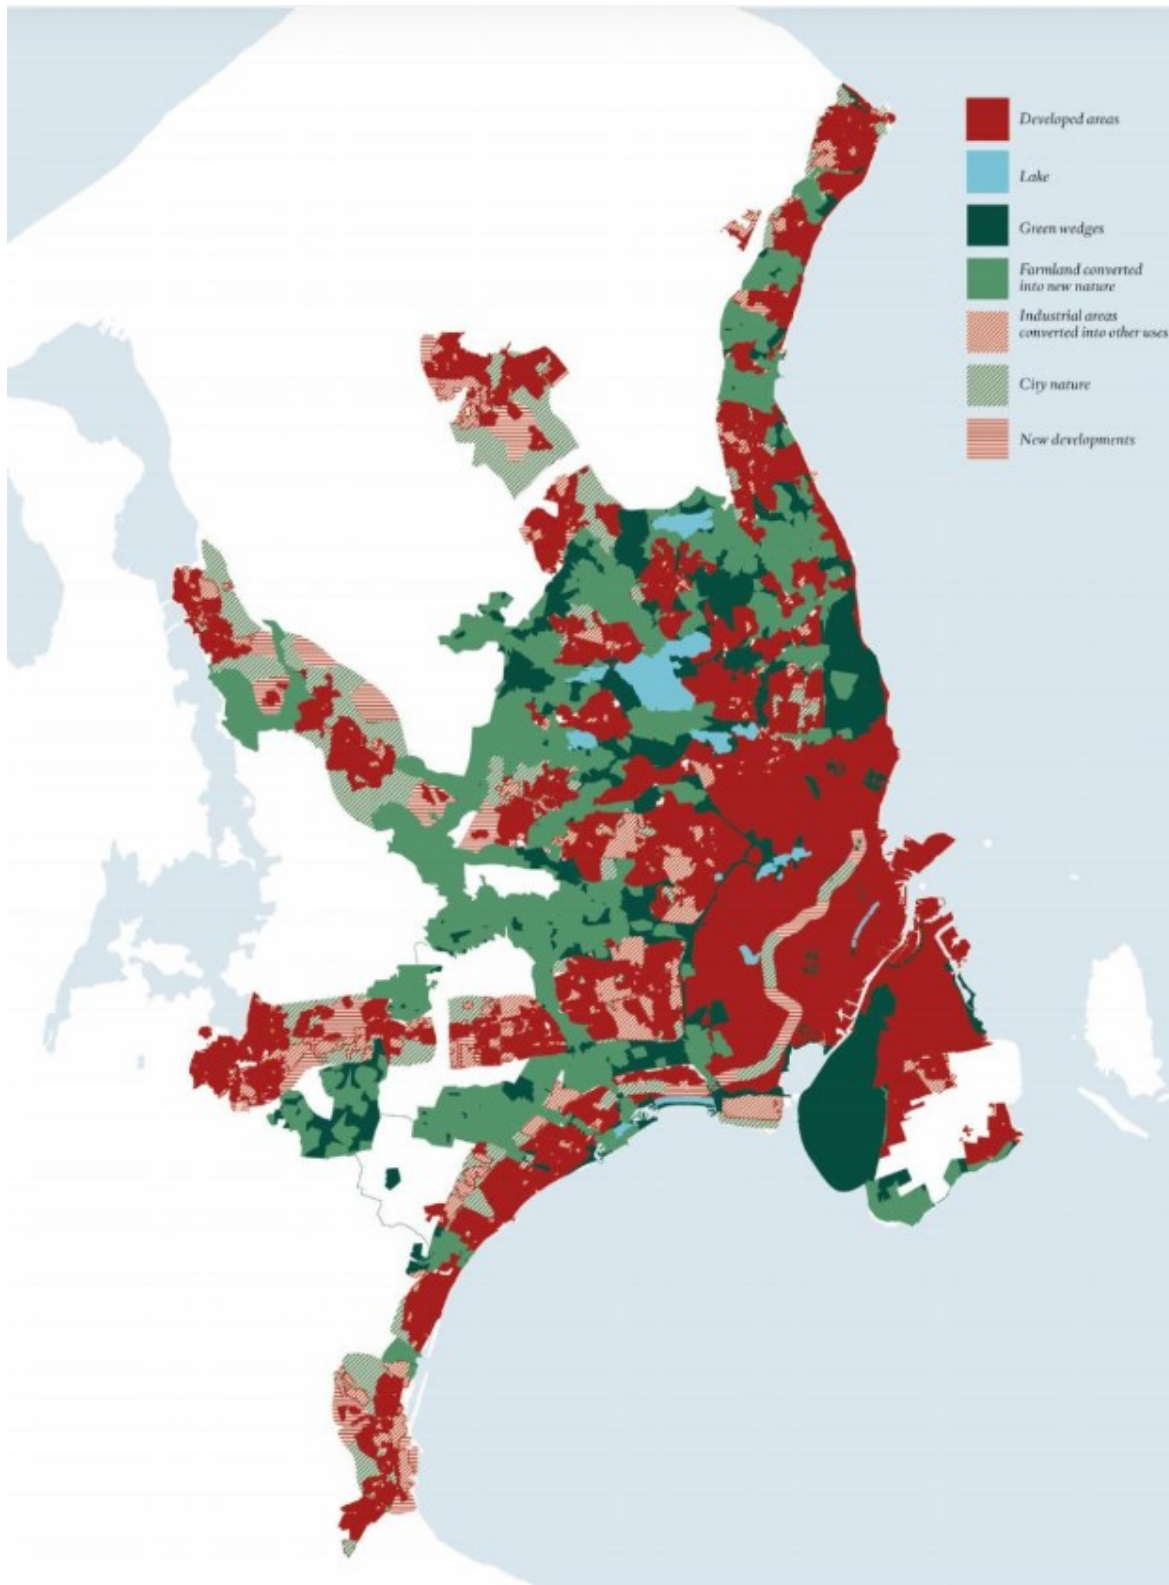 Developed areas
Lake
Green wedges
Farmland converted
into new nature
Industrial areas
converted into other uses
City nature
New developments